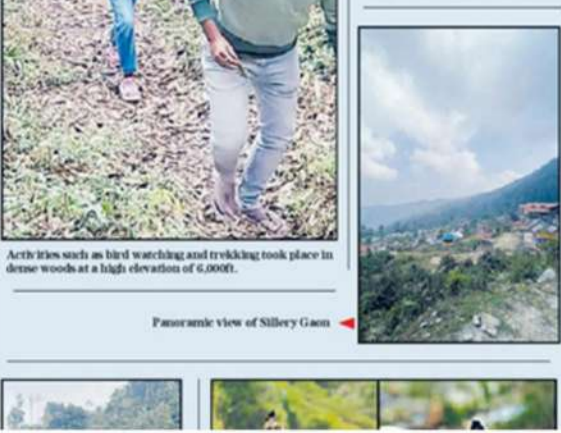 Activities such as bird watching and trekking took place in
dense woods at a high elevation of 6,000ft.
Panoramic view of Sillery Gaon